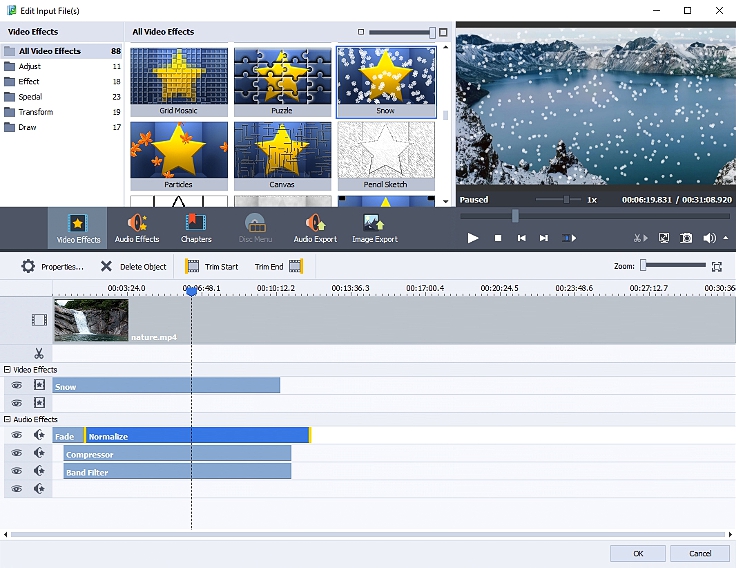 Edit Input File(s)
Video Effects
All Video Effects 88
Adjust 11
Effect 18
Special 23
Transform 19
Draw 17
All Video Effects
Grid Mosaic Puzzle Snow
Particles Canvas Pencil Sketch
Paused 1x 00:06:19.831 / 00:31:08.920
Video Effects Audio Effects Chapters Disc Menu Audio Export Image Export
Properties... Delete Object Trim Start Trim End Zoom:
00:03:24.0 00:06:48.1 00:10:12.2 00:13:36.3 00:17:00.4 00:20:24.5 00:23:48.6 00:27:12.7 00:30:36
nature.mp4
Video Effects
Snow
Audio Effects
Fade Normalize
Compressor
Band Filter
OK Cancel